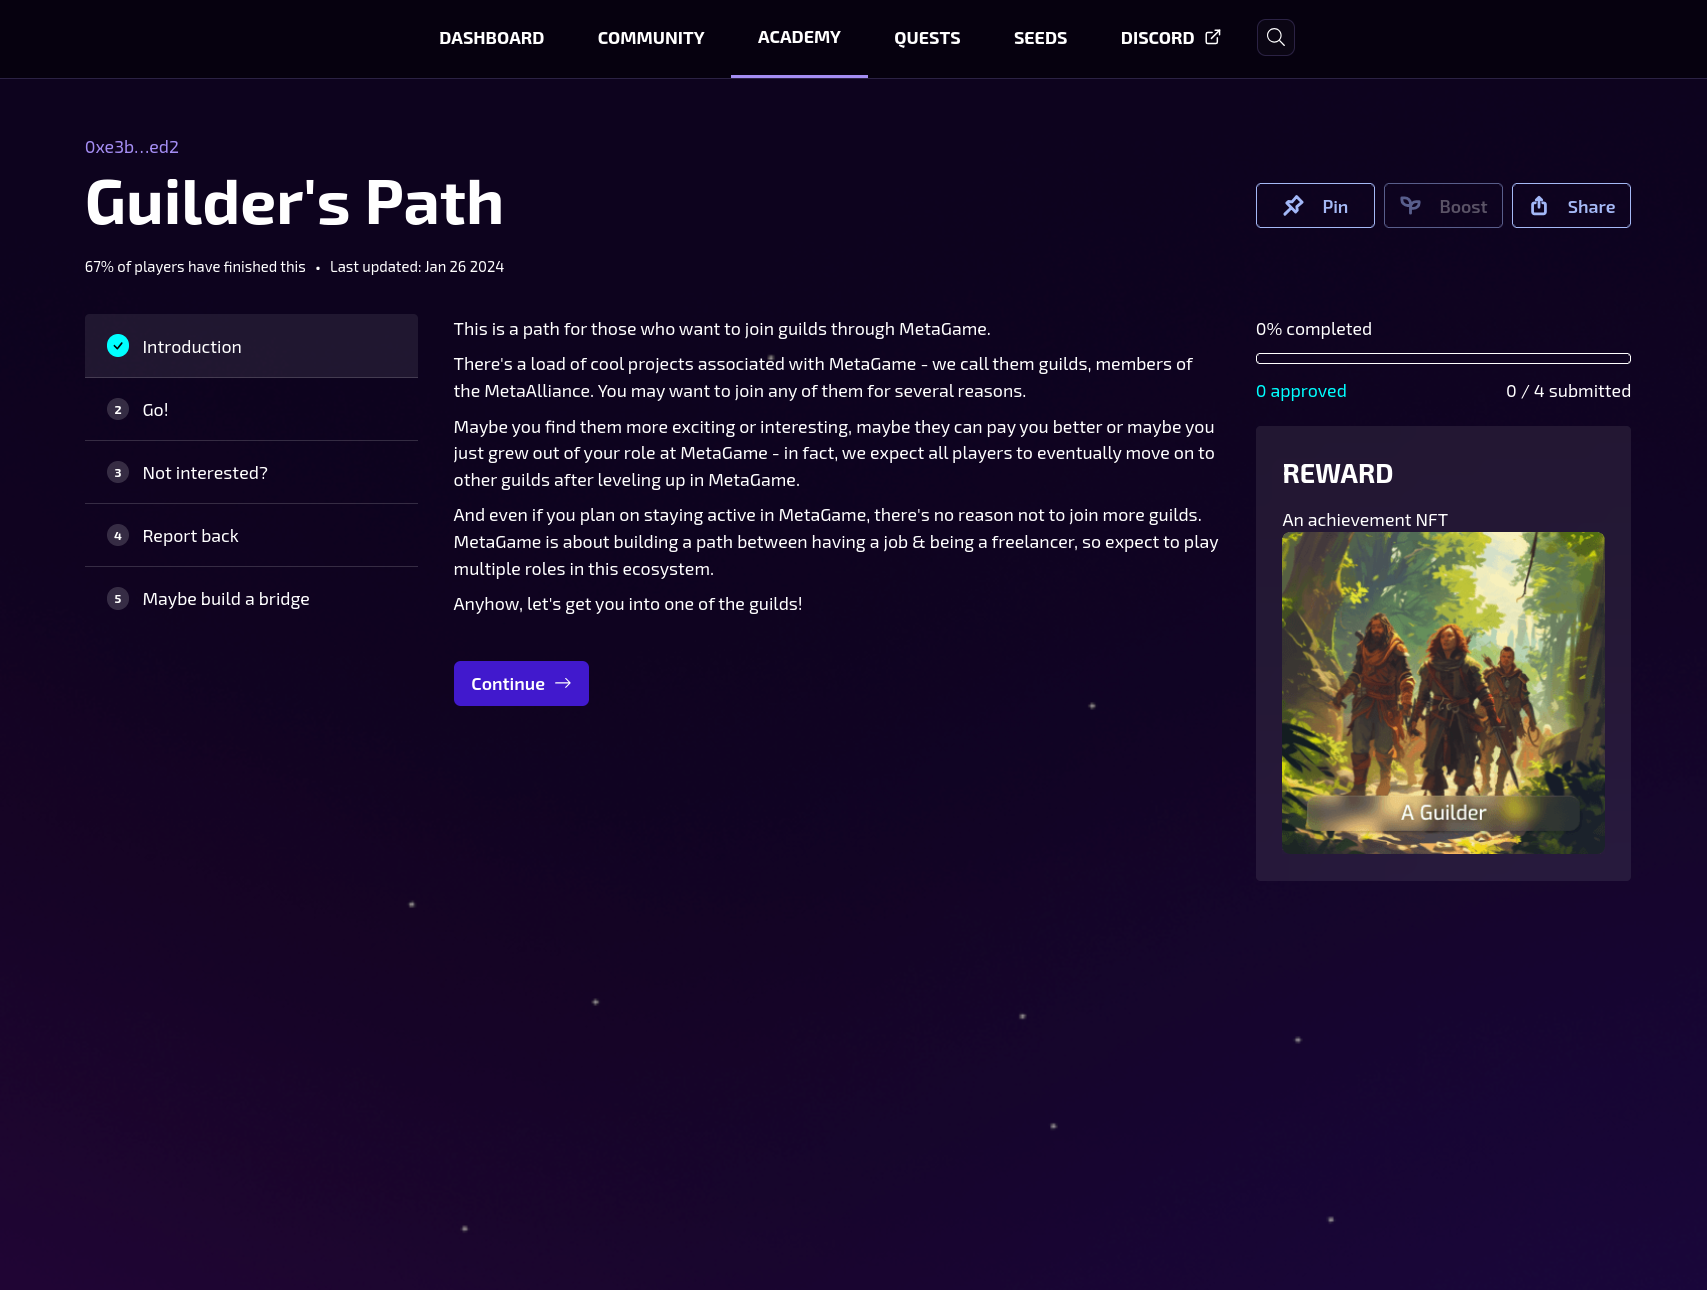 DASHBOARD COMMUNITY ACADEMY QUESTS SEEDS DISCORD
0xe3b...ed2
Guilder's Path
Pin Boost Share
67% of players have finished this • Last updated: Jan 26 2024
Introduction
2 Go!
3 Not interested?
4 Report back
5 Maybe build a bridge
This is a path for those who want to join guilds through MetaGame.
There's a load of cool projects associated with MetaGame - we call them guilds, members of
the MetaAlliance. You may want to join any of them for several reasons.
Maybe you find them more exciting or interesting, maybe they can pay you better or maybe you
just grew out of your role at MetaGame - in fact, we expect all players to eventually move on to
other guilds after leveling up in MetaGame.
And even if you plan on staying active in MetaGame, there's no reason not to join more guilds.
MetaGame is about building a path between having a job & being a freelancer, so expect to play
multiple roles in this ecosystem.
Anyhow, let's get you into one of the guilds!
Continue
0% completed
0 approved 0 / 4 submitted
REWARD
An achievement NFT
A Guilder